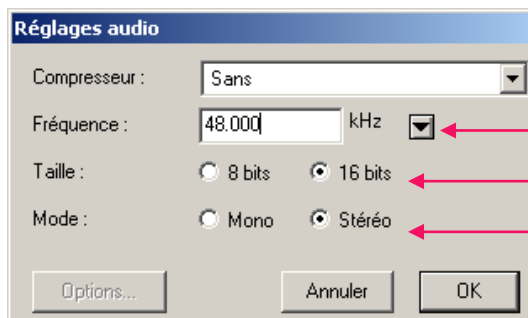 Réglages audio
Compresseur : Sans
Fréquence : 48.000 kHz
Taille : 8 bits 16 bits
Mode : Mono Stéréo
Options... Annuler OK